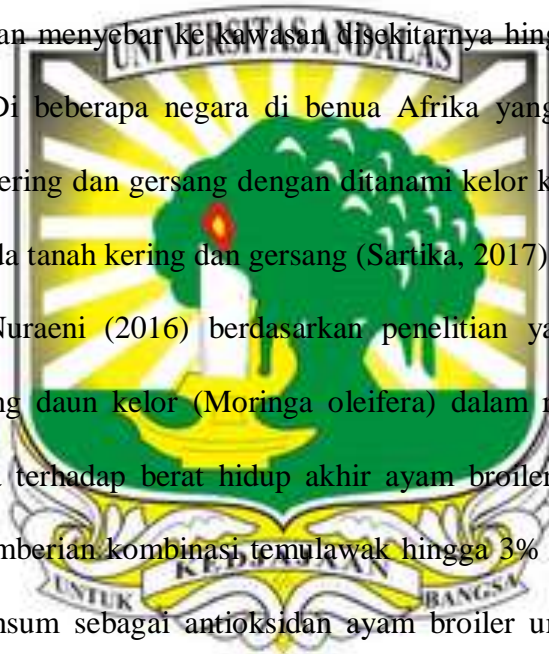 an menyebar ke kawasan disekitarnya hing
UNIVERSITAS ANDALAS
Di beberapa negara di benua Afrika yang
ering dan gersang dengan ditanami kelor k
da tanah kering dan gersang (Sartika, 2017)
Nuraeni (2016) berdasarkan penelitian ya
ng daun kelor (Moringa oleifera) dalam
terhadap berat hidup akhir ayam broiler
mberian kombinasi temulawak hingga 3%
KEDJAJAAN
UNTUK BANGSA
nsum sebagai antioksidan ayam broiler un